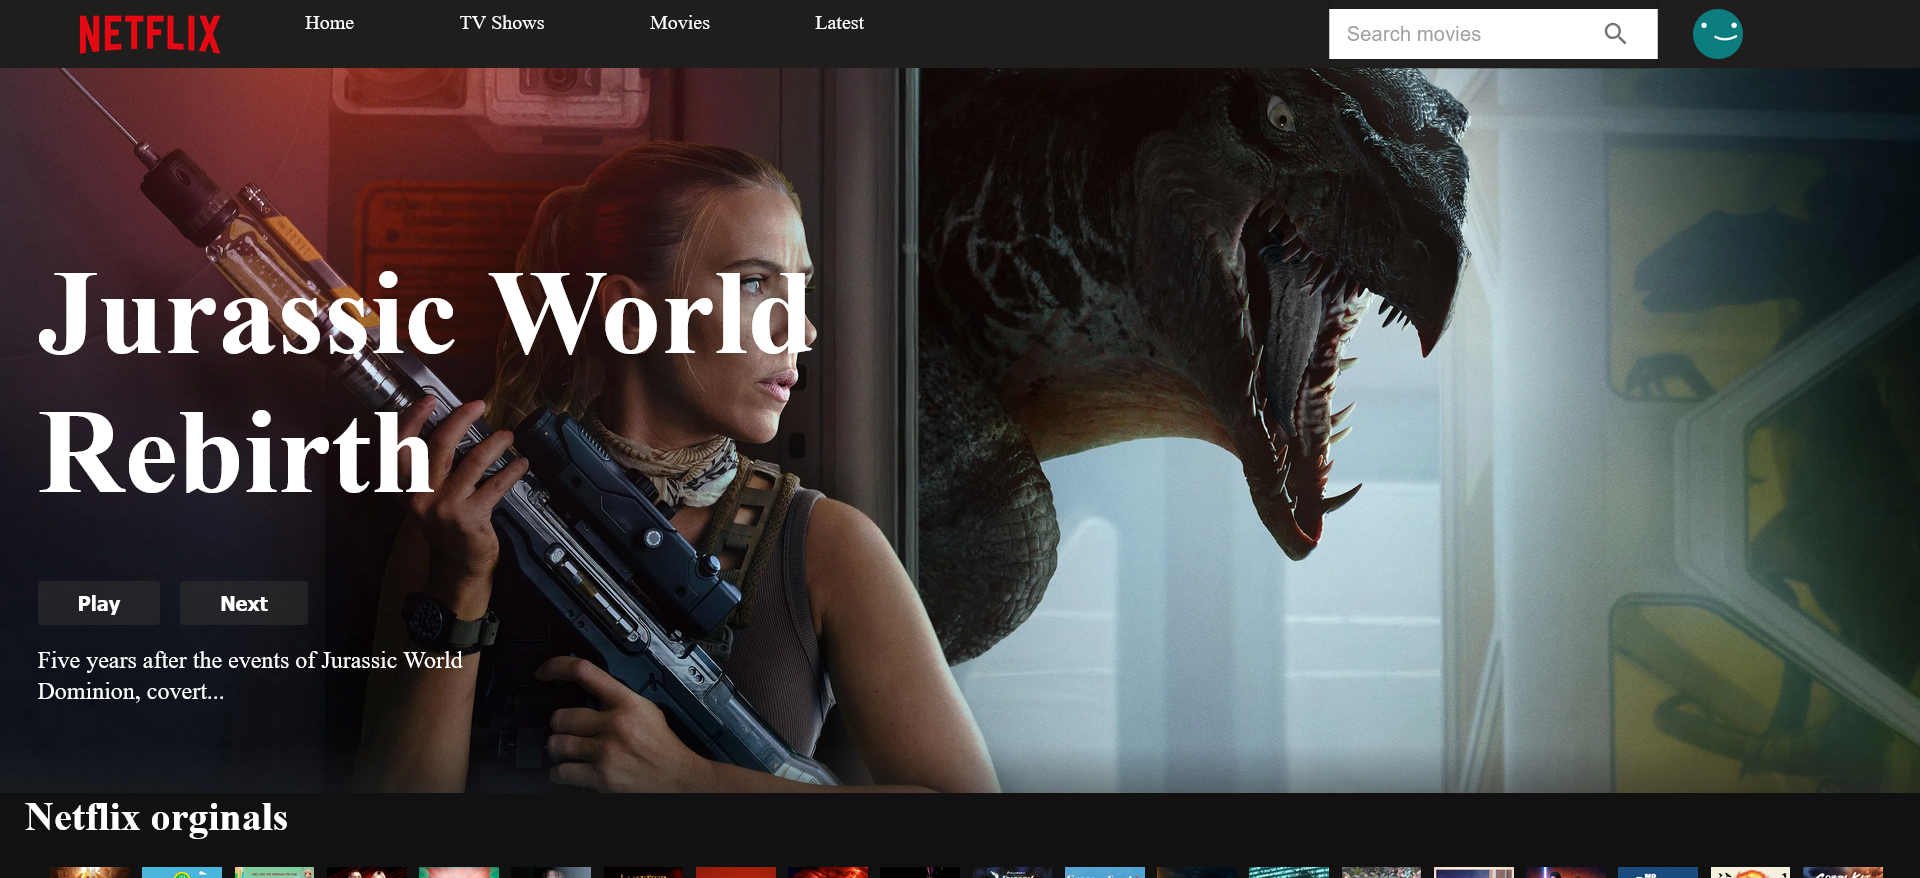 NETFLIX
Home
TV Shows
Movies
Latest
Search movies
Jurassic World
Rebirth
Play
Next
Five years after the events of Jurassic World
Dominion, covert...
Netflix orginals